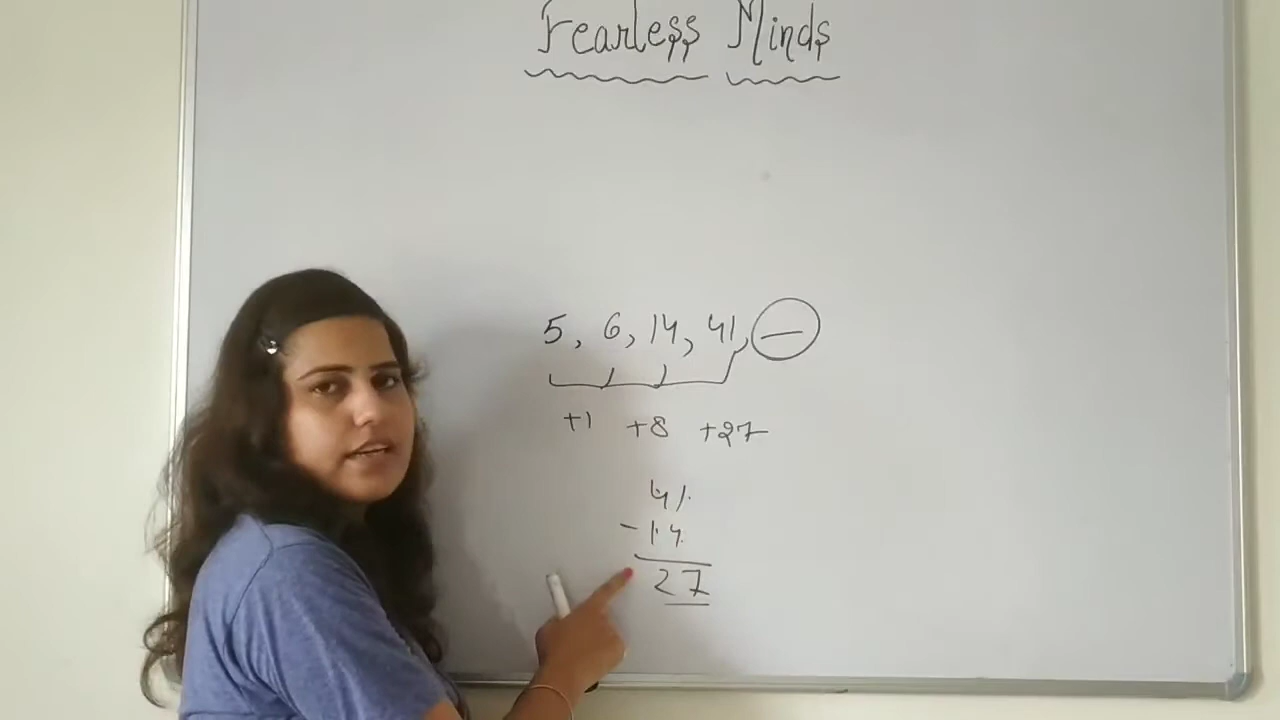 Fearless Minds
5, 6, 14, 41, —
+1 +8 +27
41
-14
27